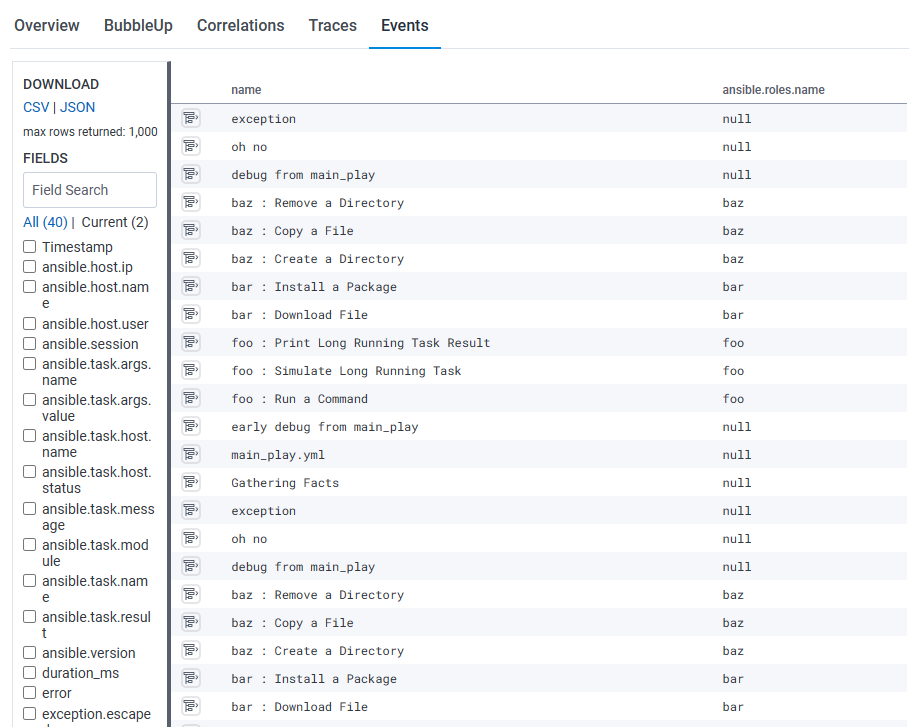 Overview BubbleUp Correlations Traces Events
DOWNLOAD
CSV | JSON
max rows returned: 1,000
FIELDS
Field Search
All (40) | Current (2)
Timestamp
ansible.host.ip
ansible.host.nam
e
ansible.host.user
ansible.session
ansible.task.args.
name
ansible.task.args.
value
ansible.task.host.
name
ansible.task.host.
status
ansible.task.mess
age
ansible.task.mod
ule
ansible.task.nam
e
ansible.task.resul
t
ansible.version
duration_ms
error
exception.escape
name ansible.roles.name
exception null
oh no null
debug from main_play null
baz : Remove a Directory baz
baz : Copy a File baz
baz : Create a Directory baz
bar : Install a Package bar
bar : Download File bar
foo : Print Long Running Task Result foo
foo : Simulate Long Running Task foo
foo : Run a Command foo
early debug from main_play null
main_play.yml null
Gathering Facts null
exception null
oh no null
debug from main_play null
baz : Remove a Directory baz
baz : Copy a File baz
baz : Create a Directory baz
bar : Install a Package bar
bar : Download File bar